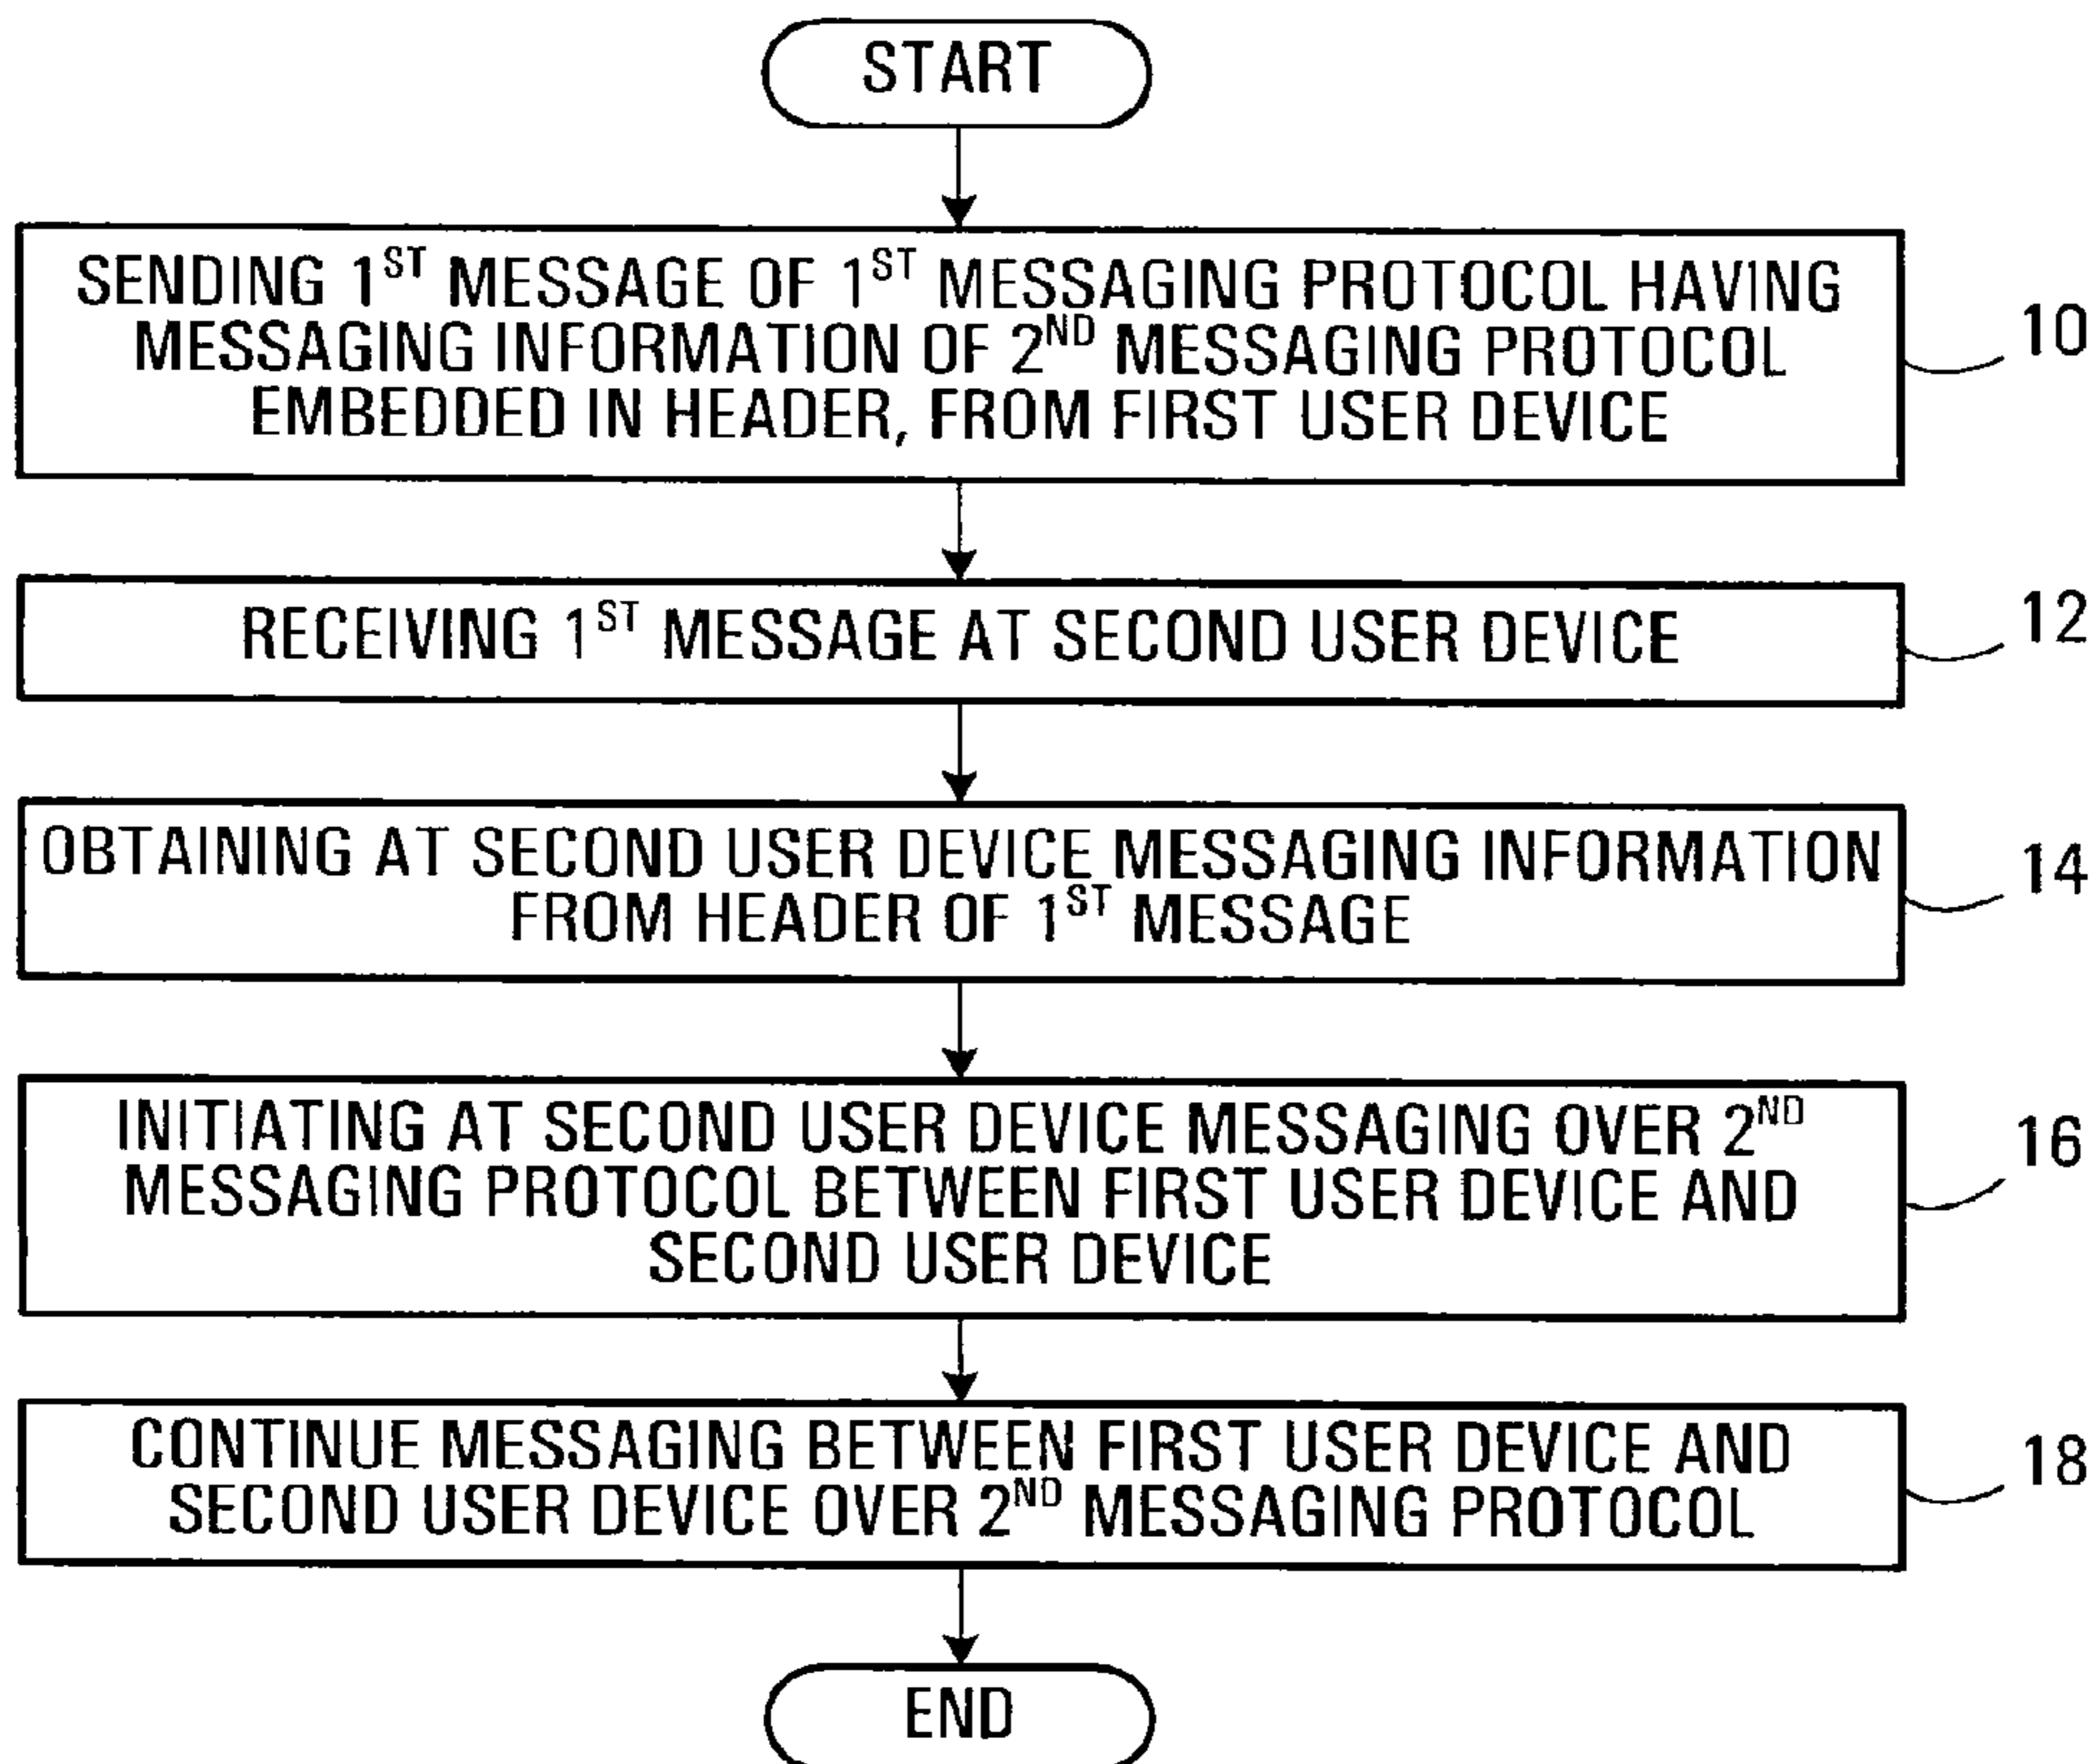 START
SENDING 1ST MESSAGE OF 1ST MESSAGING PROTOCOL HAVING
MESSAGING INFORMATION OF 2ND MESSAGING PROTOCOL
EMBEDDED IN HEADER, FROM FIRST USER DEVICE
10
RECEIVING 1ST MESSAGE AT SECOND USER DEVICE
12
OBTAINING AT SECOND USER DEVICE MESSAGING INFORMATION
FROM HEADER OF 1ST MESSAGE
14
INITIATING AT SECOND USER DEVICE MESSAGING OVER 2ND
MESSAGING PROTOCOL BETWEEN FIRST USER DEVICE AND
SECOND USER DEVICE
16
CONTINUE MESSAGING BETWEEN FIRST USER DEVICE AND
SECOND USER DEVICE OVER 2ND MESSAGING PROTOCOL
18
END